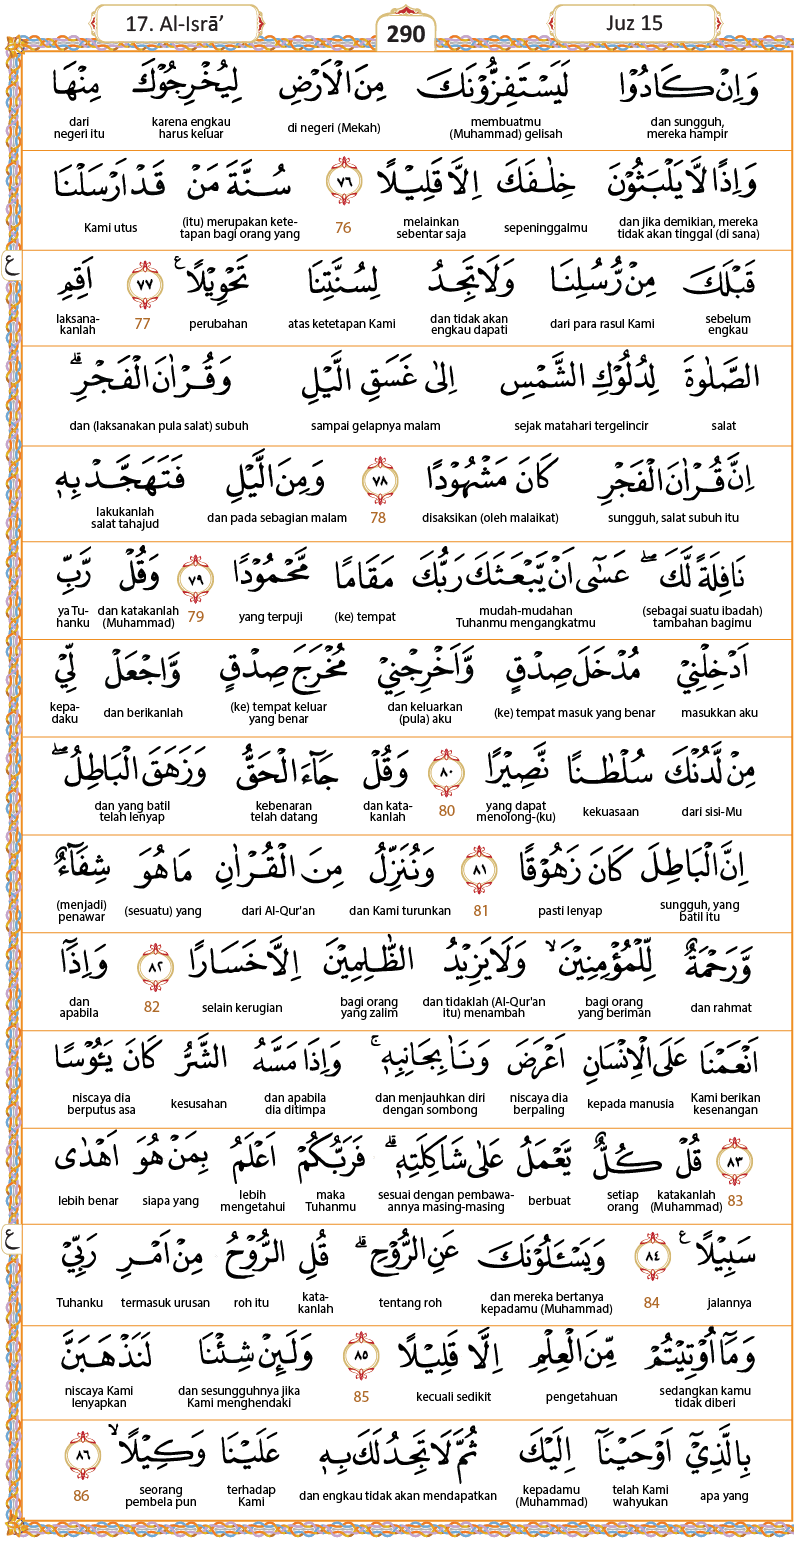 17. Al-Isrā’
290
Juz 15
وَاِنْ كَادُوْا لَيَسْتَفِزُّوْنَكَ مِنَ الْاَرْضِ لِيُخْرِجُوْكَ مِنْهَا
dan sungguh, mereka hampir membuatmu (Muhammad) gelisah di negeri (Mekah) karena engkau harus keluar dari negeri itu
وَاِذًا لَّا يَلْبَثُوْنَ خِلٰفَكَ اِلَّا قَلِيْلًا ٧٦ سُنَّةَ مَنْ قَدْ اَرْسَلْنَا
dan jika demikian, mereka tidak akan tinggal (di sana) sepeninggalmu melainkan sebentar saja 76 (itu) merupakan kete-tapan bagi orang yang Kami utus
ع
قَبْلَكَ مِنْ رُّسُلِنَا وَلَا تَجِدُ لِسُنَّتِنَا تَحْوِيْلًا ࣖ ٧٧ اَقِمِ
sebelum engkau dari para rasul Kami dan tidak akan engkau dapati atas ketetapan Kami perubahan 77 laksana-kanlah
الصَّلٰوةَ لِدُلُوْكِ الشَّمْسِ اِلٰى غَسَقِ الَّيْلِ وَقُرْاٰنَ الْفَجْرِۗ
salat sejak matahari tergelincir sampai gelapnya malam dan (laksanakan pula salat) subuh
اِنَّ قُرْاٰنَ الْفَجْرِ كَانَ مَشْهُوْدًا ٧٨ وَمِنَ الَّيْلِ فَتَهَجَّدْ بِهٖ
sungguh, salat subuh itu disaksikan (oleh malaikat) 78 dan pada sebagian malam lakukanlah salat tahajud
نَافِلَةً لَّكَۖ عَسٰٓى اَنْ يَّبْعَثَكَ رَبُّكَ مَقَامًا مَّحْمُوْدًا ٧٩ وَقُلْ رَّبِّ
(sebagai suatu ibadah) tambahan bagimu mudah-mudahan Tuhanmu mengangkatmu (ke) tempat yang terpuji 79 dan katakanlah (Muhammad) ya Tu-hanku
اَدْخِلْنِيْ مُدْخَلَ صِدْقٍ وَّاَخْرِجْنِيْ مُخْرَجَ صِدْقٍ وَّاجْعَلْ لِّيْ
masukkan aku (ke) tempat masuk yang benar dan keluarkan (pula) aku (ke) tempat keluar yang benar dan berikanlah kepa-daku
مِنْ لَّدُنْكَ سُلْطٰنًا نَّصِيْرًا ٨٠ وَقُلْ جَاۤءَ الْحَقُّ وَزَهَقَ الْبَاطِلُۖ
dari sisi-Mu kekuasaan yang dapat menolong-(ku) 80 dan kata-kanlah kebenaran telah datang dan yang batil telah lenyap
اِنَّ الْبَاطِلَ كَانَ زَهُوْقًا ٨١ وَنُنَزِّلُ مِنَ الْقُرْاٰنِ مَا هُوَ شِفَاۤءٌ
sungguh, yang batil itu pasti lenyap 81 dan Kami turunkan dari Al-Qur'an (sesuatu) yang (menjadi) penawar
وَّرَحْمَةٌ لِّلْمُؤْمِنِيْنَۙ وَلَا يَزِيْدُ الظّٰلِمِيْنَ اِلَّا خَسَارًا ٨٢ وَاِذَآ
dan rahmat bagi orang yang beriman dan tidaklah (Al-Qur'an itu) menambah bagi orang yang zalim selain kerugian 82 dan apabila
اَنْعَمْنَا عَلَى الْاِنْسَانِ اَعْرَضَ وَنَاٰ بِجَانِبِهٖۚ وَاِذَا مَسَّهُ الشَّرُّ كَانَ يَـُٔوْسًا
Kami berikan kesenangan kepada manusia niscaya dia berpaling dan menjauhkan diri dengan sombong dan apabila dia ditimpa kesusahan niscaya dia berputus asa
٨٣ قُلْ كُلٌّ يَّعْمَلُ عَلٰى شَاكِلَتِهٖۗ فَرَبُّكُمْ اَعْلَمُ بِمَنْ هُوَ اَهْدٰى
83 katakanlah (Muhammad) setiap orang berbuat sesuai dengan pembawa-annya masing-masing maka Tuhanmu lebih mengetahui siapa yang lebih benar
ع
سَبِيْلًا ࣖ ٨٤ وَيَسْـَٔلُوْنَكَ عَنِ الرُّوْحِۗ قُلِ الرُّوْحُ مِنْ اَمْرِ رَبِّيْ
jalannya 84 dan mereka bertanya kepadamu (Muhammad) tentang roh kata-kanlah roh itu termasuk urusan Tuhanku
وَمَآ اُوْتِيْتُمْ مِّنَ الْعِلْمِ اِلَّا قَلِيْلًا ٨٥ وَلَىِٕنْ شِئْنَا لَنَذْهَبَنَّ
sedangkan kamu tidak diberi pengetahuan kecuali sedikit 85 dan sesungguhnya jika Kami menghendaki niscaya Kami lenyapkan
بِالَّذِيْٓ اَوْحَيْنَآ اِلَيْكَ ثُمَّ لَا تَجِدُ لَكَ بِهٖ عَلَيْنَا وَكِيْلًاۙ ٨٦
apa yang telah Kami wahyukan kepadamu (Muhammad) dan engkau tidak akan mendapatkan terhadap Kami seorang pembela pun 86